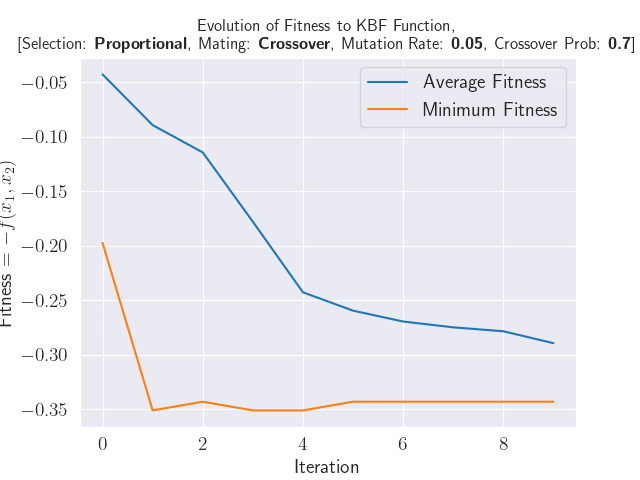 Evolution of Fitness to KBF Function,
[Selection: Proportional, Mating: Crossover, Mutation Rate: 0.05, Crossover Prob: 0.7]
Average Fitness
Minimum Fitness
−0.05
−0.10
−0.15
−0.20
−0.25
−0.30
−0.35
Fitness = −f(x₁, x₂)
0 2 4 6 8
Iteration